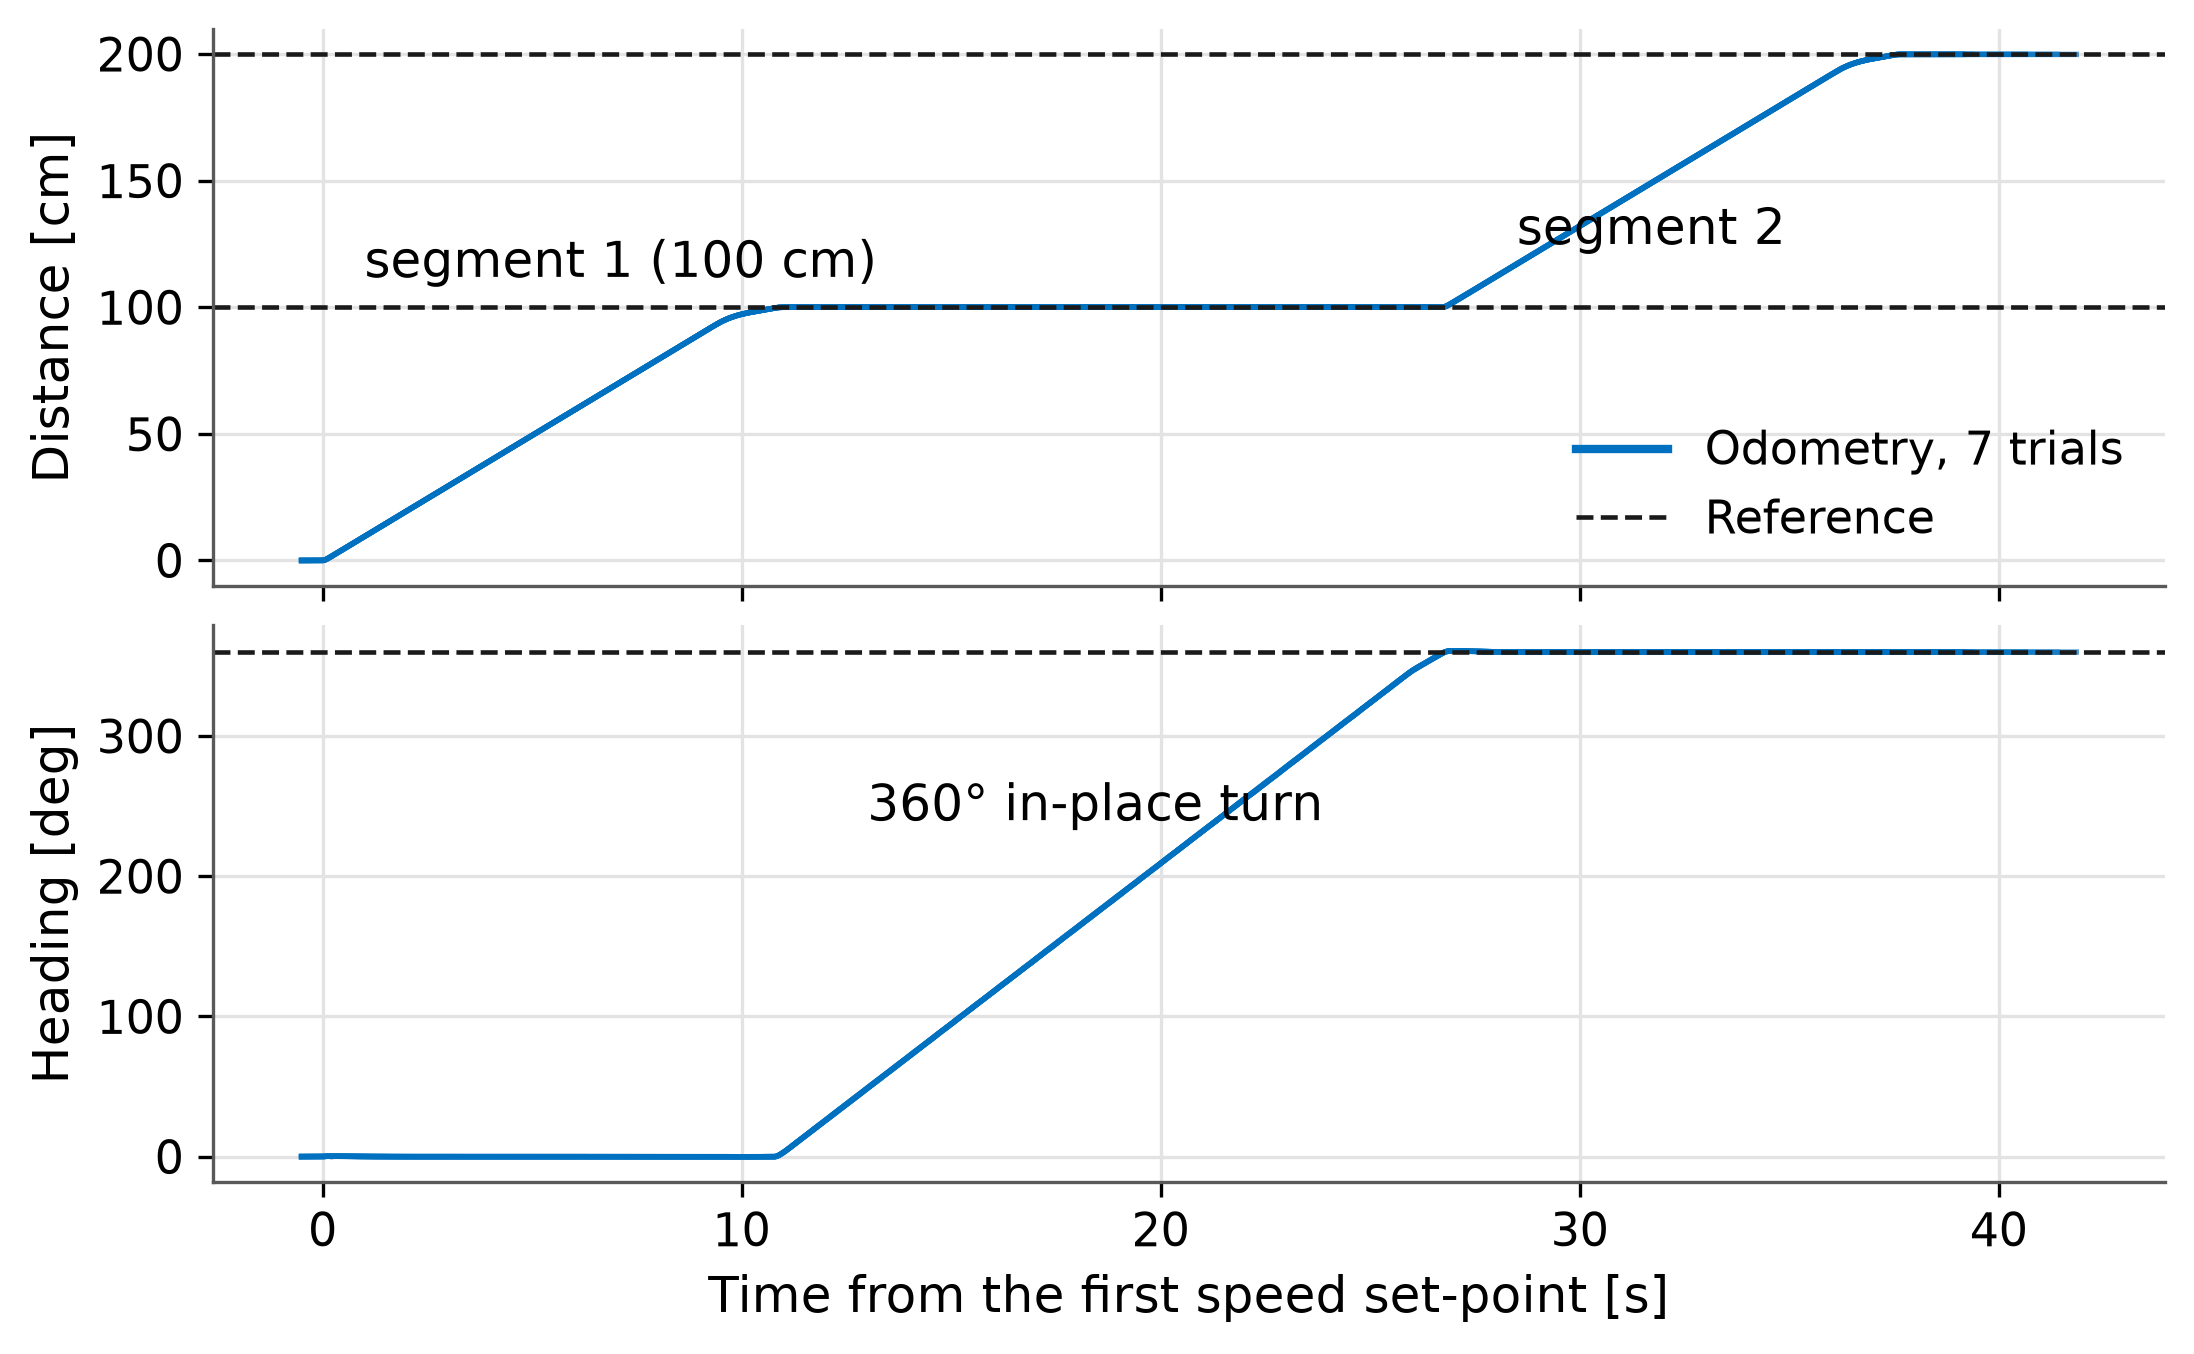 200
150
100
50
0
Distance [cm]
segment 1 (100 cm)
segment 2
Odometry, 7 trials
Reference
300
200
100
0
Heading [deg]
360° in-place turn
0 10 20 30 40
Time from the first speed set-point [s]